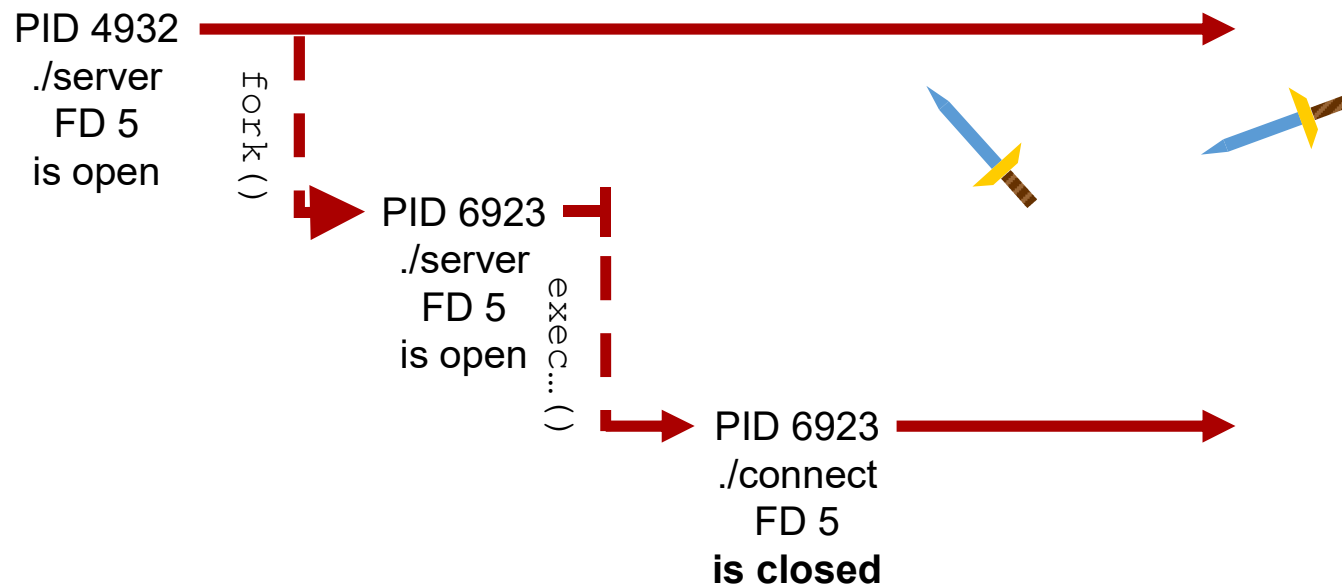 PID 4932
./server
FD 5
is open
fork()
PID 6923
./server
FD 5
is open
exec…()
PID 6923
./connect
FD 5
is closed